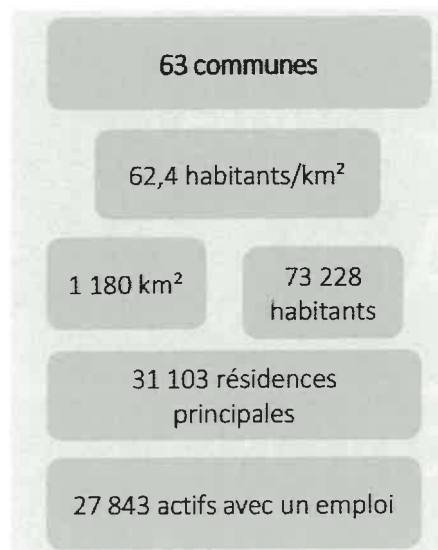 63 communes
62,4 habitants/km²
1 180 km²
73 228
habitants
31 103 résidences
principales
27 843 actifs avec un emploi